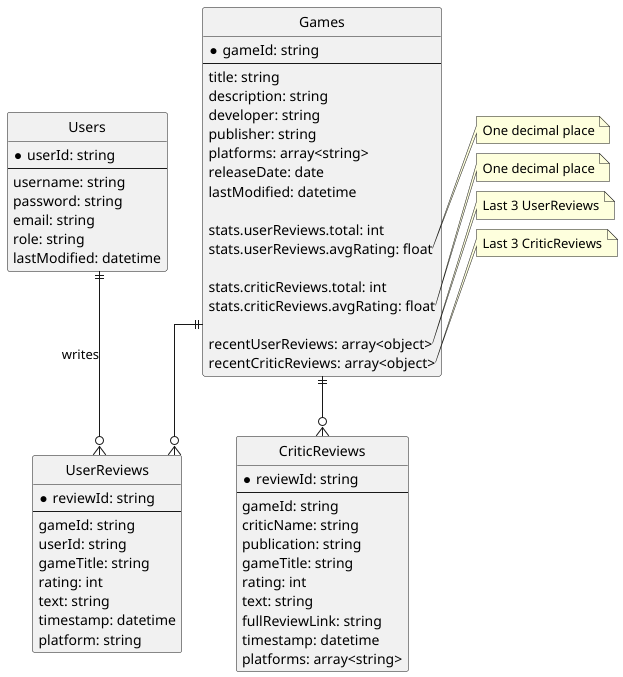 Games
gameId: string
title: string
description: string
developer: string
publisher: string
platforms: array<string>
releaseDate: date
lastModified: datetime
stats.userReviews.total: int
stats.userReviews.avgRating: float
stats.criticReviews.total: int
stats.criticReviews.avgRating: float
recentUserReviews: array<object>
recentCriticReviews: array<object>
Users
userId: string
username: string
password: string
email: string
role: string
lastModified: datetime
One decimal place
One decimal place
Last 3 UserReviews
Last 3 CriticReviews
writes
UserReviews
reviewId: string
gameId: string
userId: string
gameTitle: string
rating: int
text: string
timestamp: datetime
platform: string
CriticReviews
reviewId: string
gameId: string
criticName: string
publication: string
gameTitle: string
rating: int
text: string
fullReviewLink: string
timestamp: datetime
platforms: array<string>